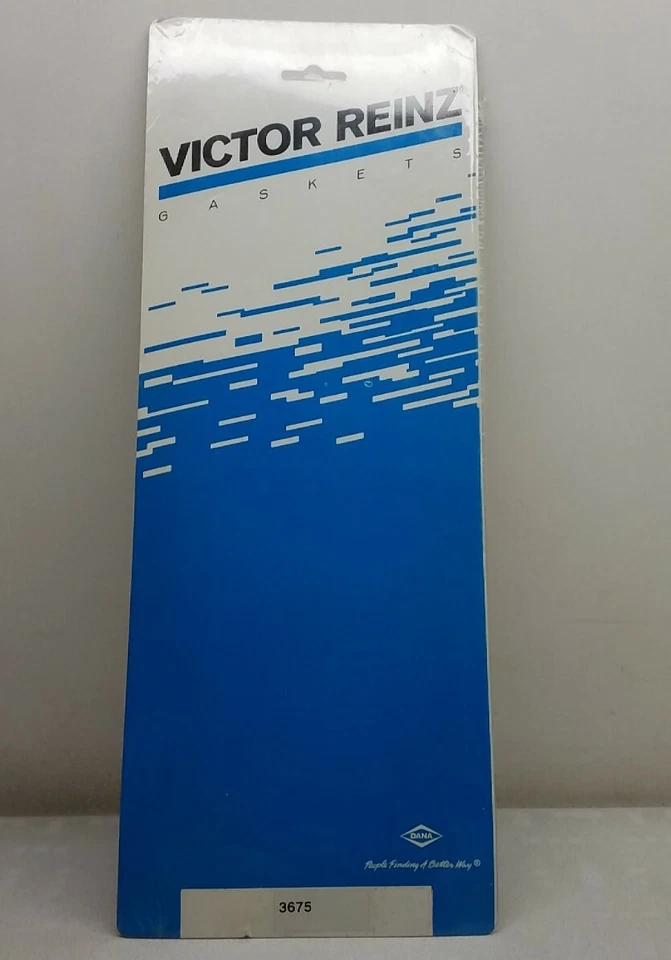 VICTOR REINZ
GASKETS
DANA
People Finding A Better Way®
3675